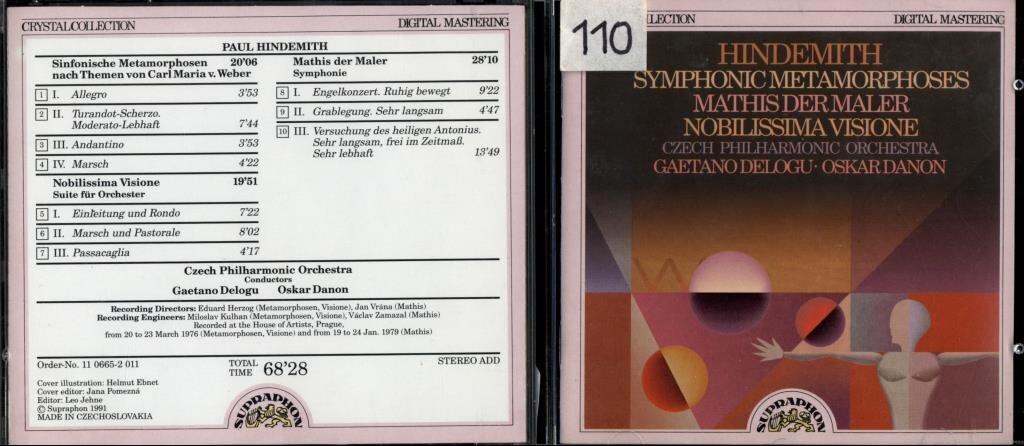 CRYSTALCOLLECTION
DIGITAL MASTERING
PAUL HINDEMITH
Sinfonische Metamorphosen 20'06
nach Themen von Carl Maria v. Weber
1 I. Allegro 3'53
2 II. Turandot-Scherzo.
Moderato-Lebhaft 7'44
3 III. Andantino 3'53
4 IV. Marsch 4'22
Nobilissima Visione 19'51
Suite für Orchester
5 I. Einleitung und Rondo 7'22
6 II. Marsch und Pastorale 8'02
7 III. Passacaglia 4'17
Mathis der Maler 28'10
Symphonie
8 I. Engelkonzert. Ruhig bewegt 9'22
9 II. Grablegung. Sehr langsam 4'47
10 III. Versuchung des heiligen Antonius.
Sehr langsam, frei im Zeitmaß.
Sehr lebhaft 13'49
Czech Philharmonic Orchestra
Conductors
Gaetano Delogu Oskar Danon
Recording Directors: Eduard Herzog (Metamorphosen, Visione), Jan Vrána (Mathis)
Recording Engineers: Miloslav Kulhan (Metamorphosen, Visione), Václav Zamazal (Mathis)
Recorded at the House of Artists, Prague,
from 20 to 23 March 1976 (Metamorphosen, Visione) and from 19 to 24 Jan. 1979 (Mathis)
Order-No. 11 0665-2 011
TOTAL TIME 68'28
STEREO ADD
Cover illustration: Helmut Ebnet
Cover editor: Jana Pomezná
Editor: Leo Jehne
© Supraphon 1991
MADE IN CZECHOSLOVAKIA
SUPRAPHON
110
COLLECTION
DIGITAL MASTERING
HINDEMITH
SYMPHONIC METAMORPHOSES
MATHIS DER MALER
NOBILISSIMA VISIONE
CZECH PHILHARMONIC ORCHESTRA
GAETANO DELOGU · OSKAR DANON
SUPRAPHON